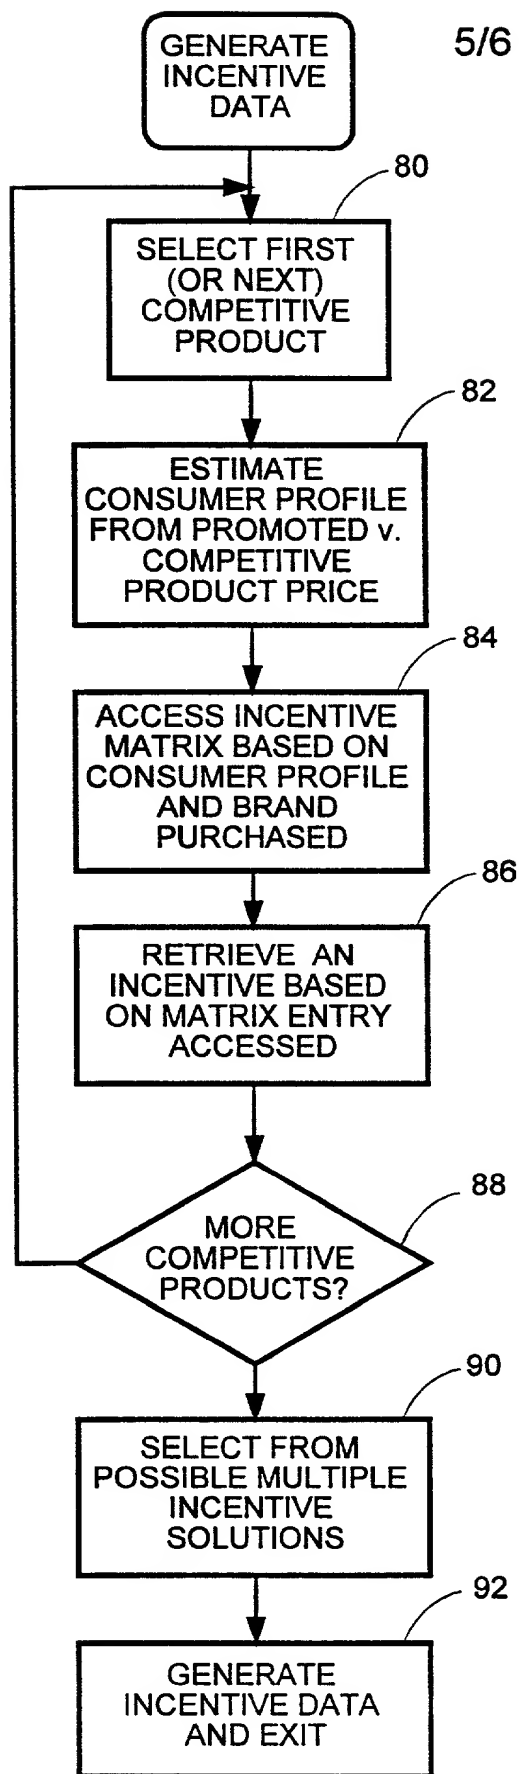 5/6
GENERATE
INCENTIVE
DATA
80
SELECT FIRST
(OR NEXT)
COMPETITIVE
PRODUCT
82
ESTIMATE
CONSUMER PROFILE
FROM PROMOTED v.
COMPETITIVE
PRODUCT PRICE
84
ACCESS INCENTIVE
MATRIX BASED ON
CONSUMER PROFILE
AND BRAND
PURCHASED
86
RETRIEVE AN
INCENTIVE BASED
ON MATRIX ENTRY
ACCESSED
88
MORE
COMPETITIVE
PRODUCTS?
90
SELECT FROM
POSSIBLE MULTIPLE
INCENTIVE
SOLUTIONS
92
GENERATE
INCENTIVE DATA
AND EXIT